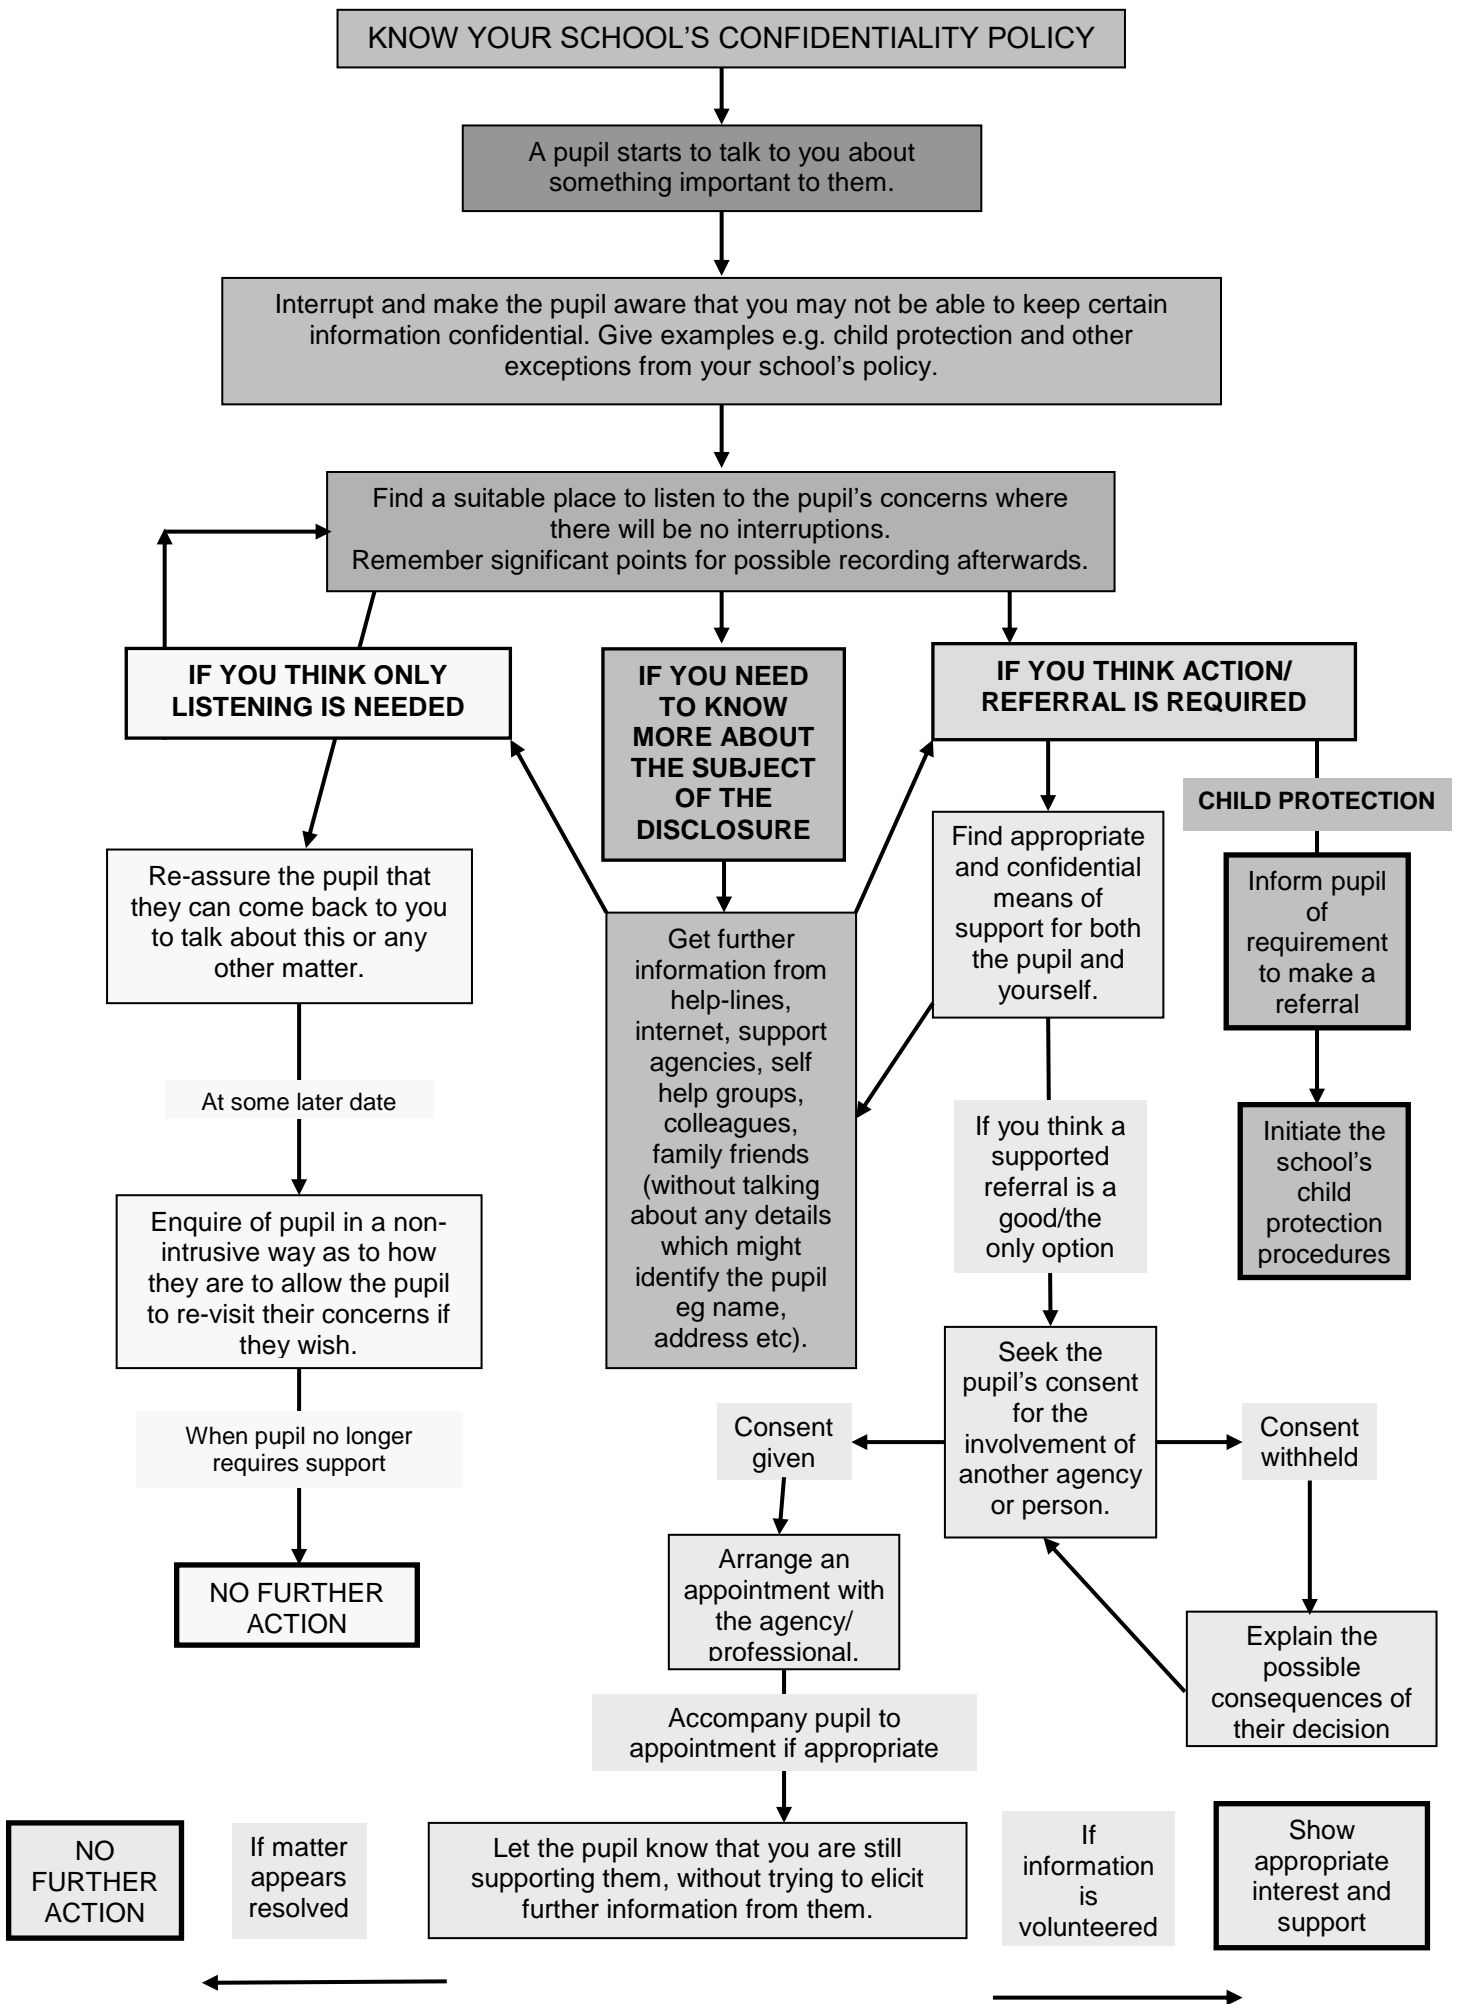 KNOW YOUR SCHOOL’S CONFIDENTIALITY POLICY
A pupil starts to talk to you about
something important to them.
Interrupt and make the pupil aware that you may not be able to keep certain
information confidential. Give examples e.g. child protection and other
exceptions from your school’s policy.
Find a suitable place to listen to the pupil’s concerns where
there will be no interruptions.
Remember significant points for possible recording afterwards.
IF YOU THINK ONLY
LISTENING IS NEEDED
IF YOU NEED
TO KNOW
MORE ABOUT
THE SUBJECT
OF THE
DISCLOSURE
IF YOU THINK ACTION/
REFERRAL IS REQUIRED
CHILD PROTECTION
Re-assure the pupil that
they can come back to you
to talk about this or any
other matter.
Get further
information from
help-lines,
internet, support
agencies, self
help groups,
colleagues,
family friends
(without talking
about any details
which might
identify the pupil
eg name,
address etc).
Find appropriate
and confidential
means of
support for both
the pupil and
yourself.
Inform pupil
of
requirement
to make a
referral
At some later date
If you think a
supported
referral is a
good/the
only option
Initiate the
school’s
child
protection
procedures
Enquire of pupil in a non-
intrusive way as to how
they are to allow the pupil
to re-visit their concerns if
they wish.
Seek the
pupil’s consent
for the
involvement of
another agency
or person.
When pupil no longer
requires support
Consent
given
Consent
withheld
NO FURTHER
ACTION
Arrange an
appointment with
the agency/
professional.
Explain the
possible
consequences of
their decision
Accompany pupil to
appointment if appropriate
NO
FURTHER
ACTION
If matter
appears
resolved
Let the pupil know that you are still
supporting them, without trying to elicit
further information from them.
If
information
is
volunteered
Show
appropriate
interest and
support